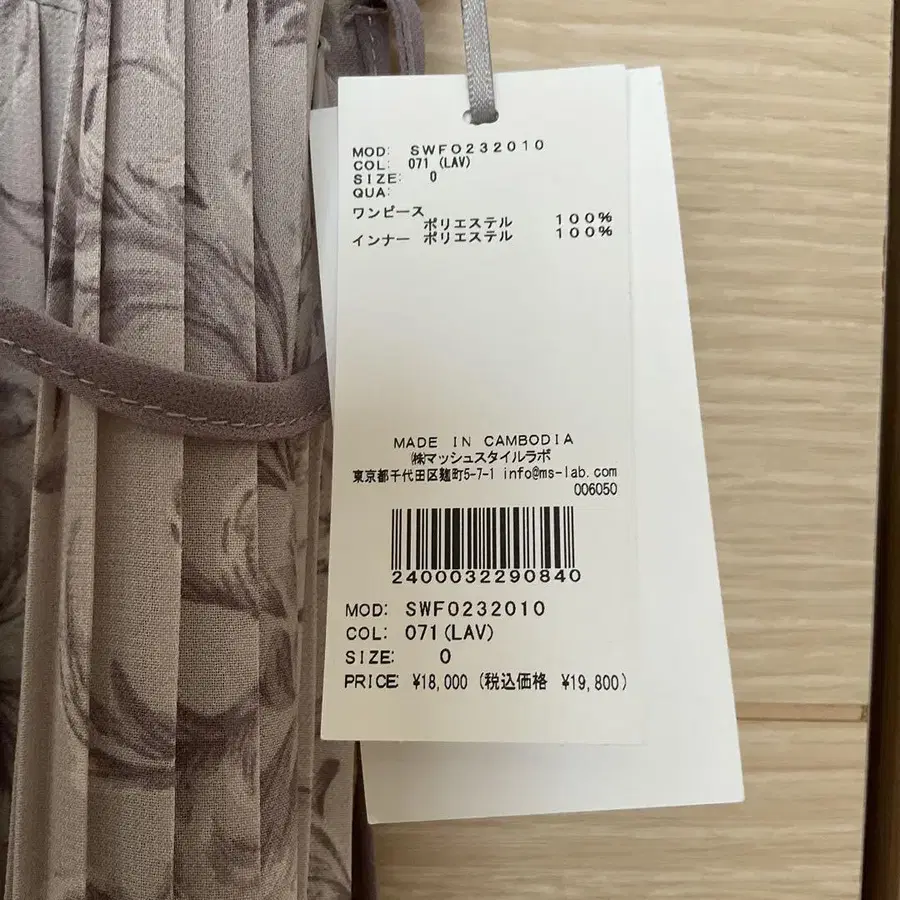 MOD: SWFO232010
COL: 071 (LAV)
SIZE: 0
QUA:
ワンピース
ポリエステル 100%
インナー ポリエステル 100%
MADE IN CAMBODIA
㈱マッシュスタイルラボ
東京都千代田区麹町5-7-1 info@ms-lab.com
006050
2400032290840
MOD: SWFO232010
COL: 071 (LAV)
SIZE: 0
PRICE: ¥18,000 (税込価格 ¥19,800)